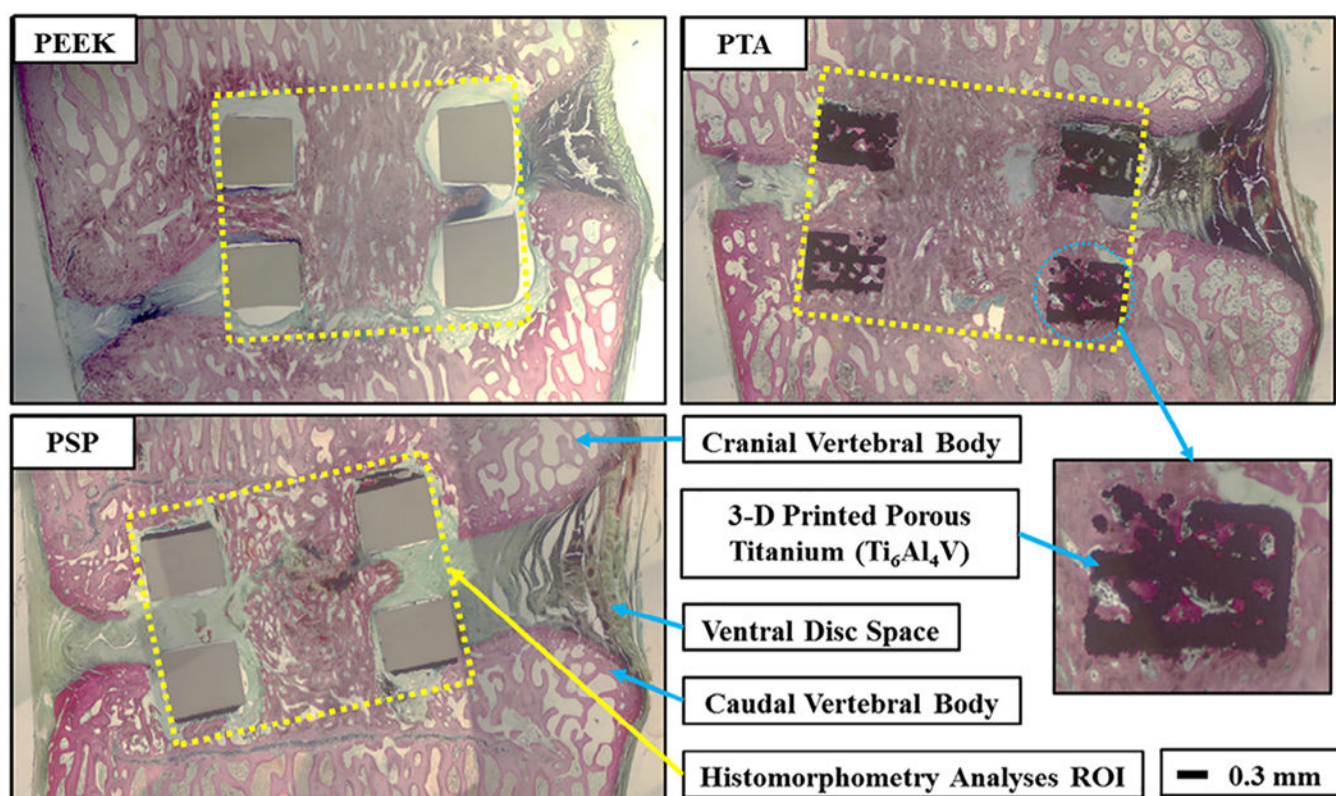 PEEK
PTA
PSP
Cranial Vertebral Body
3-D Printed Porous
Titanium (Ti₆Al₄V)
Ventral Disc Space
Caudal Vertebral Body
Histomorphometry Analyses ROI
0.3 mm